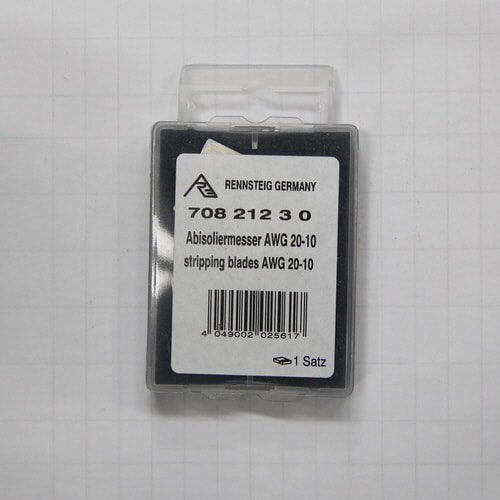 RENNSTEIG GERMANY
708 212 3 0
Abisoliermesser AWG 20-10
stripping blades AWG 20-10
4 049002 025617
1 Satz